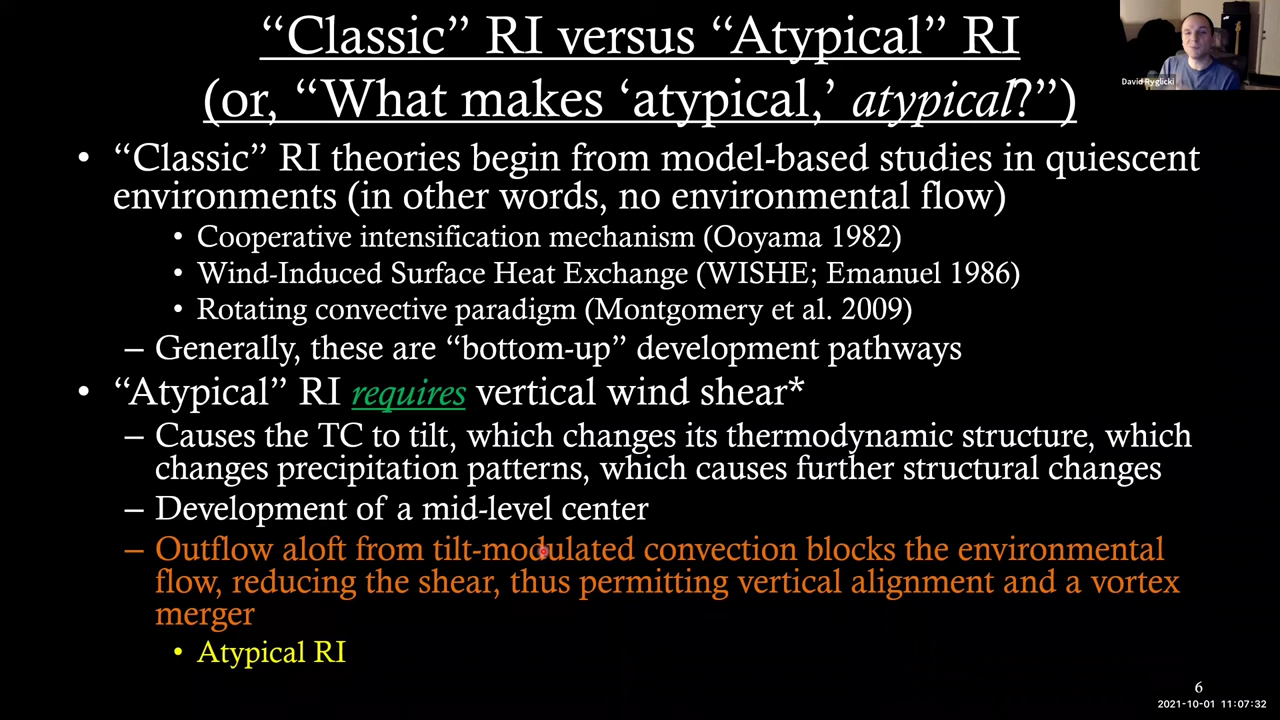 “Classic” RI versus “Atypical” RI
(or, “What makes ‘atypical,’ atypical?”)
David Ryglicki
• “Classic” RI theories begin from model-based studies in quiescent
environments (in other words, no environmental flow)
• Cooperative intensification mechanism (Ooyama 1982)
• Wind-Induced Surface Heat Exchange (WISHE; Emanuel 1986)
• Rotating convective paradigm (Montgomery et al. 2009)
– Generally, these are “bottom-up” development pathways
• “Atypical” RI requires vertical wind shear*
– Causes the TC to tilt, which changes its thermodynamic structure, which
changes precipitation patterns, which causes further structural changes
– Development of a mid-level center
– Outflow aloft from tilt-modulated convection blocks the environmental
flow, reducing the shear, thus permitting vertical alignment and a vortex
merger
• Atypical RI
6
2021-10-01 11:07:32